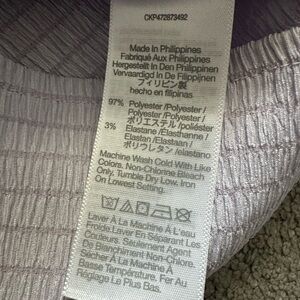 CKP472873492
Made In Philippines
Fabriqué Aux Philippines
Hergestellt In Den Philippinen
Vervaardigd In De Filippijnen
フィリピン製
hecho en filipinas
97% Polyester /Polyester /
Polyester /Polyester /
ポリエステル /poliéster
3% Elastane /Elasthanne /
Elastan /Elastaan /
ポリウレタン /elastano
Machine Wash Cold With Like
Colors. Non-Chlorine Bleach
Only, Tumble Dry Low. Iron
On Lowest Setting.
Laver À La Machine À L'eau
Froide Laver En Séparant Les
Couleurs. Seulement Agent
De Blanchiment Non-Chlore.
Sécher À La Machine À
Basse Température. Fer Au
Réglage Le Plus Bas.